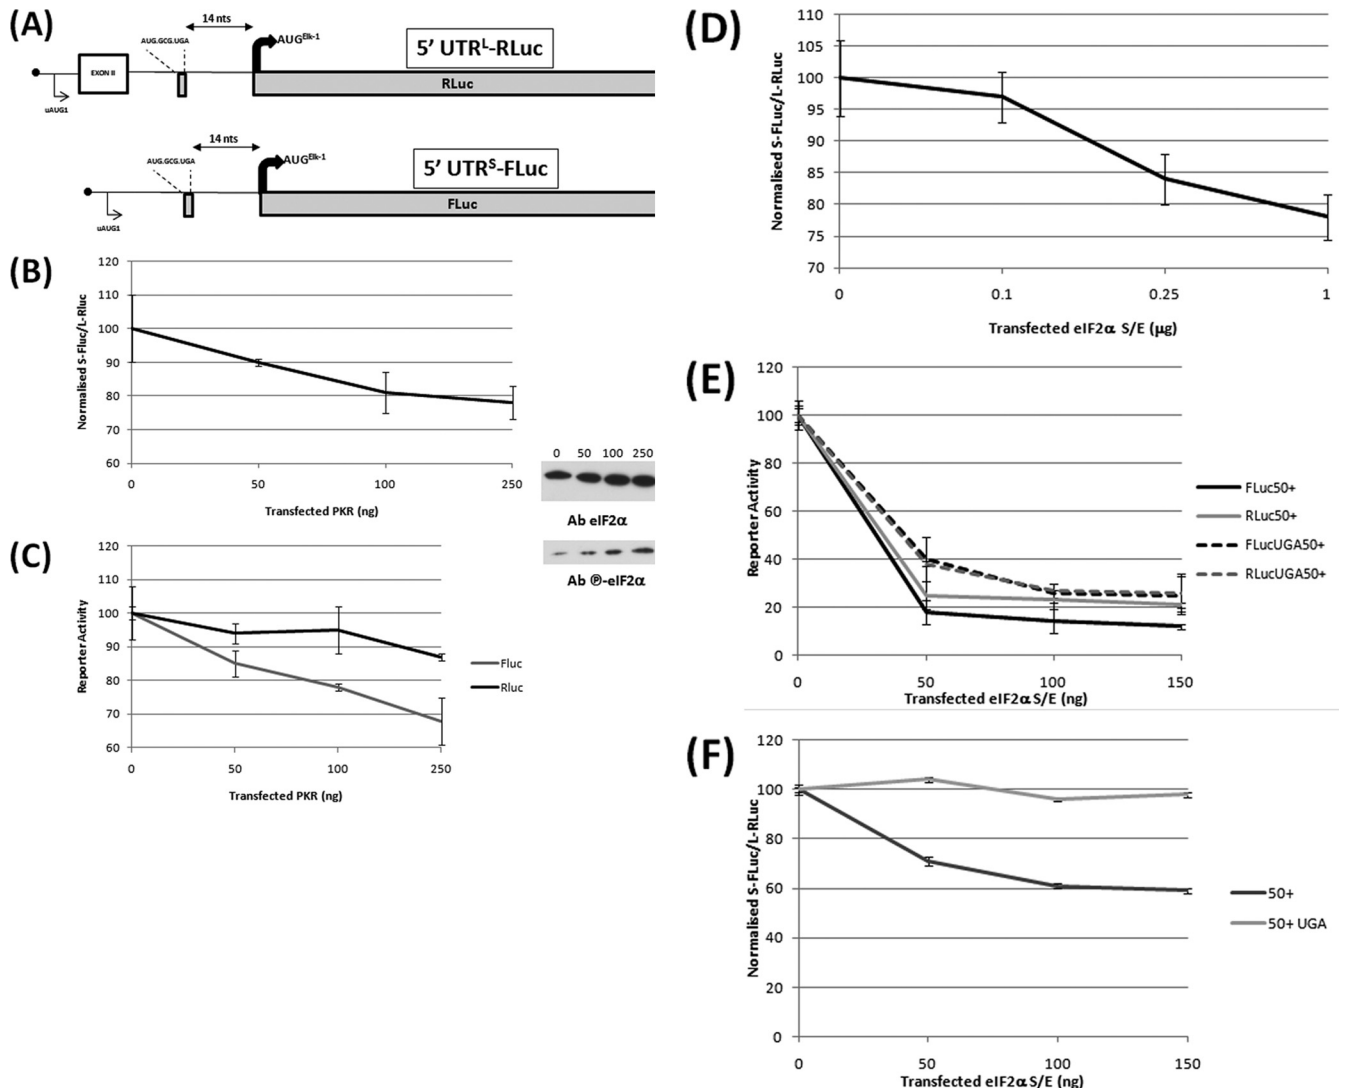 (A)
14 nts
AUG.GCG.UGA
AUG^Elk-1
5′ UTR^L-RLuc
EXON II
RLuc
uAUG1
14 nts
AUG.GCG.UGA
AUG^Elk-1
5′ UTR^S-FLuc
FLuc
uAUG1
(B)
120
110
100
90
80
70
60
Normalised S-Fluc/L-Rluc
0 50 100 250
Transfected PKR (ng)
0 50 100 250
Ab eIF2α
Ab ℗-eIF2α
(C)
120
110
100
90
80
70
60
Reporter Activity
Fluc
Rluc
0 50 100 250
Transfected PKR (ng)
(D)
110
105
100
95
90
85
80
75
70
Normalised S-FLuc/L-RLuc
0 0.1 0.25 1
Transfected eIF2α S/E (µg)
(E)
120
100
80
60
40
20
0
Reporter Activity
FLuc50+
RLuc50+
FLucUGA50+
RLucUGA50+
0 50 100 150
Transfected eIF2α S/E (ng)
(F)
120
100
80
60
40
20
0
Normalised S-FLuc/L-RLuc
50+
50+ UGA
0 50 100 150
Transfected eIF2α S/E (ng)